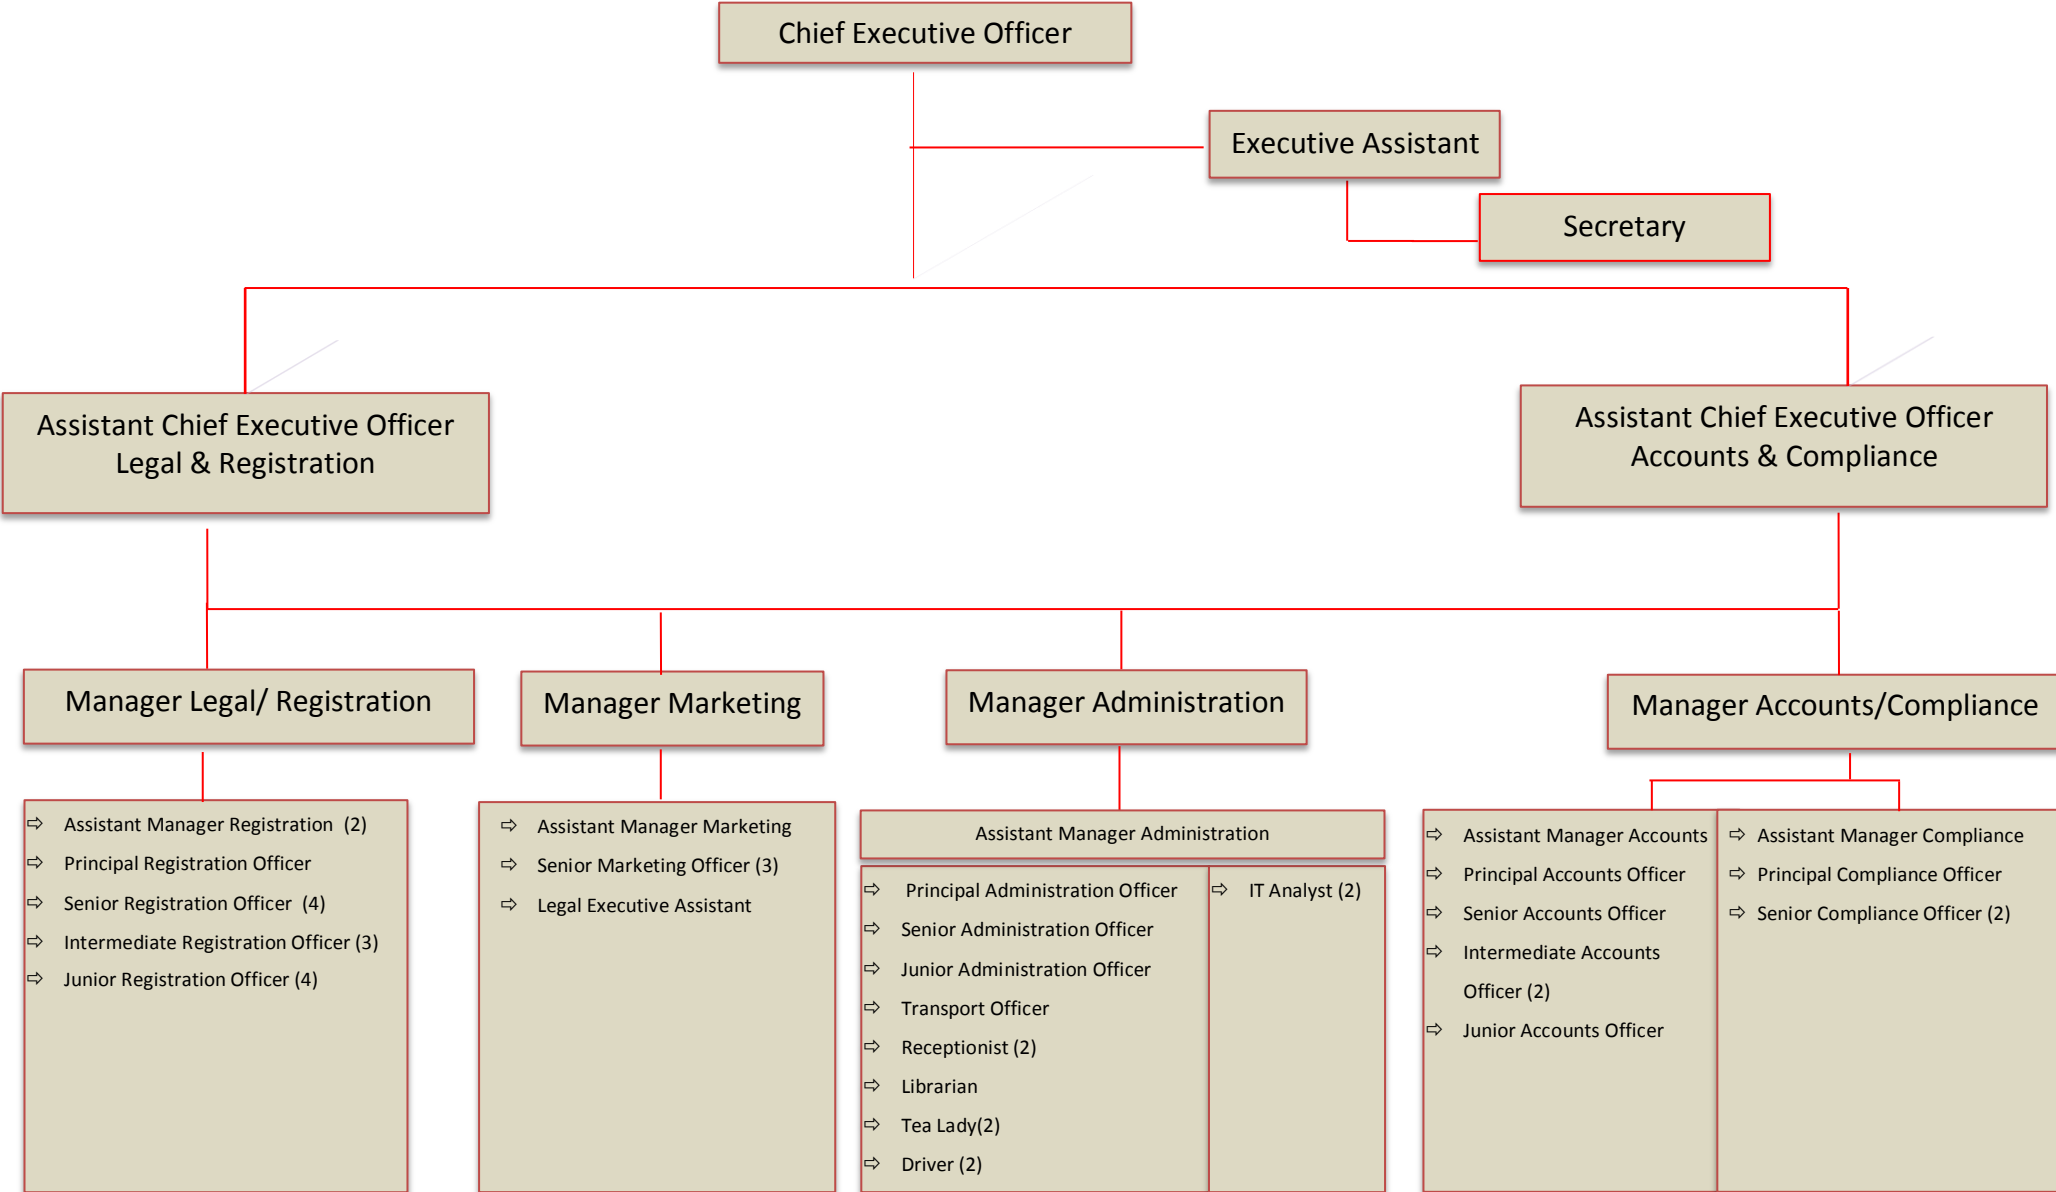 Chief Executive Officer
Executive Assistant
Secretary
Assistant Chief Executive Officer
Legal & Registration
Assistant Chief Executive Officer
Accounts & Compliance
Manager Legal/ Registration
Manager Marketing
Manager Administration
Manager Accounts/Compliance
⇨ Assistant Manager Registration (2)
⇨ Principal Registration Officer
⇨ Senior Registration Officer (4)
⇨ Intermediate Registration Officer (3)
⇨ Junior Registration Officer (4)
⇨ Assistant Manager Marketing
⇨ Senior Marketing Officer (3)
⇨ Legal Executive Assistant
Assistant Manager Administration
⇨ Principal Administration Officer
⇨ Senior Administration Officer
⇨ Junior Administration Officer
⇨ Transport Officer
⇨ Receptionist (2)
⇨ Librarian
⇨ Tea Lady(2)
⇨ Driver (2)
⇨ IT Analyst (2)
⇨ Assistant Manager Accounts
⇨ Principal Accounts Officer
⇨ Senior Accounts Officer
⇨ Intermediate Accounts
Officer (2)
⇨ Junior Accounts Officer
⇨ Assistant Manager Compliance
⇨ Principal Compliance Officer
⇨ Senior Compliance Officer (2)